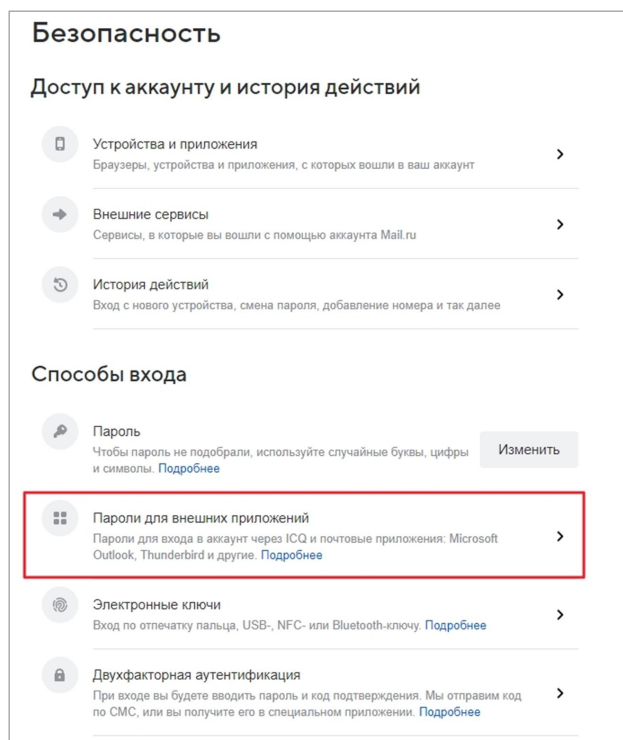 Безопасность
Доступ к аккаунту и история действий
Устройства и приложения
Браузеры, устройства и приложения, с которых вошли в ваш аккаунт
Внешние сервисы
Сервисы, в которые вы вошли с помощью аккаунта Mail.ru
История действий
Вход с нового устройства, смена пароля, добавление номера и так далее
Способы входа
Пароль
Чтобы пароль не подобрали, используйте случайные буквы, цифры
и символы. Подробнее
Изменить
Пароли для внешних приложений
Пароли для входа в аккаунт через ICQ и почтовые приложения: Microsoft
Outlook, Thunderbird и другие. Подробнее
Электронные ключи
Вход по отпечатку пальца, USB-, NFC- или Bluetooth-ключу. Подробнее
Двухфакторная аутентификация
При входе вы будете вводить пароль и код подтверждения. Мы отправим код
по СМС, или вы получите его в специальном приложении. Подробнее